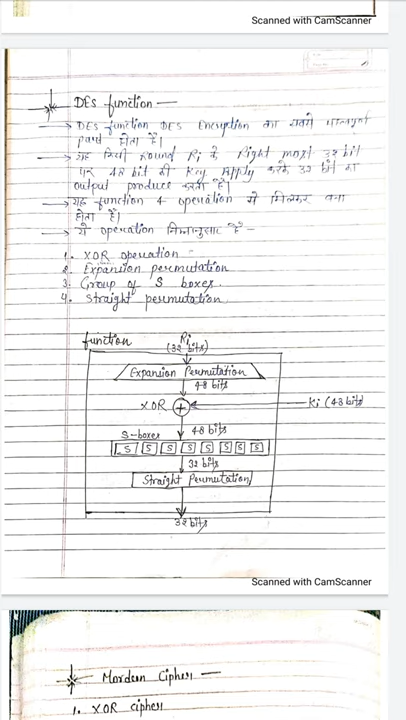 Scanned with CamScanner
DES function —
→ DES function DES Encryption का सबसे
part होता है।
→ यह किसी round Ri के Right most 32 bit
पर 48 bit की Key Apply करके 32 bit का
output produce करता है।
→ यह function 4 operation से मिलकर बना
होता है।
→ ये operation निम्नानुसार है –
1. XOR operation
2. Expansion permutation
3. Group of S boxes.
4. Straight permutation
function
Ri
(32 bits)
Expansion Permutation
48 bits
XOR +
Ki (48 bits
S-boxes
48 bits
S S S S S S S S
32 bits
Straight Permutation
32 bits
Scanned with CamScanner
Mordern Cipher —
1. XOR cipher